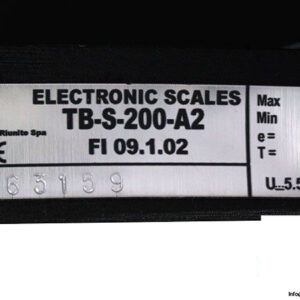 ELECTRONIC SCALES
TB-S-200-A2
FI 09.1.02
Riunite Spa
Max
Min
e=
T=
U...5.5